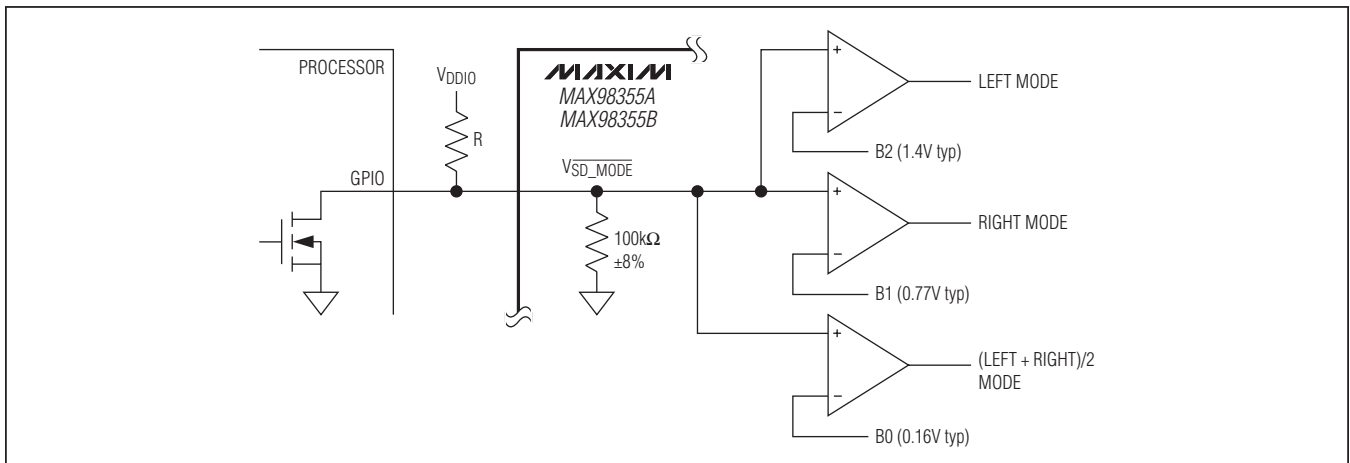 PROCESSOR
VDDIO
R
GPIO
MAXIM
MAX98355A
MAX98355B
VSD_MODE
100kΩ
±8%
+
−
LEFT MODE
B2 (1.4V typ)
+
−
RIGHT MODE
B1 (0.77V typ)
+
−
(LEFT + RIGHT)/2
MODE
B0 (0.16V typ)